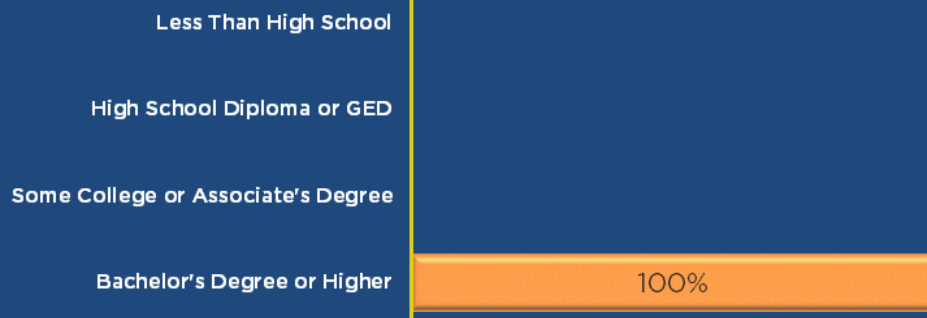 Less Than High School
High School Diploma or GED
Some College or Associate's Degree
Bachelor's Degree or Higher 100%